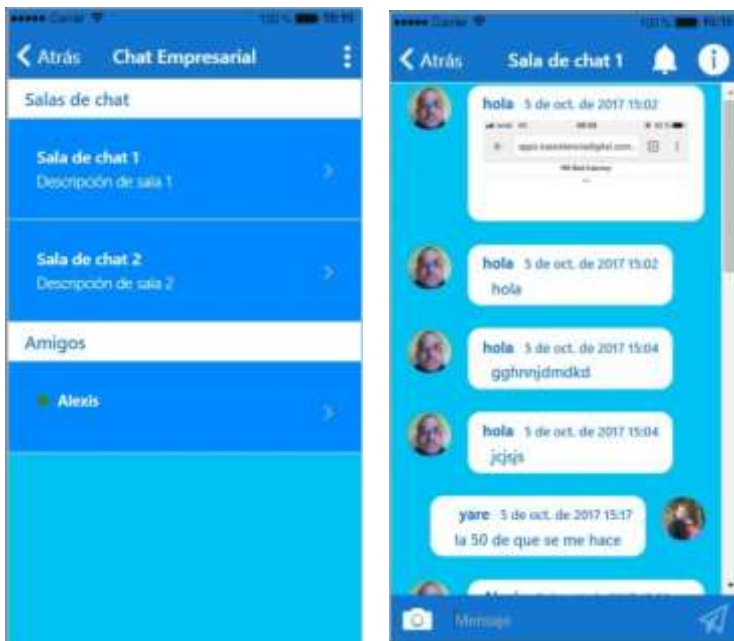 Carrier
100 %
Atrás
Chat Empresarial
Salas de chat
Sala de chat 1
Descripción de sala 1
Sala de chat 2
Descripción de sala 2
Amigos
Alexis
Carrier
100 %
Atrás
Sala de chat 1
hola 5 de oct. de 2017 15:02
hola 5 de oct. de 2017 15:02
hola
hola 5 de oct. de 2017 15:04
gghnnjdmdkd
hola 5 de oct. de 2017 15:04
jcjsjs
yare 5 de oct. de 2017 15:17
la 50 de que se me hace
Mensaje